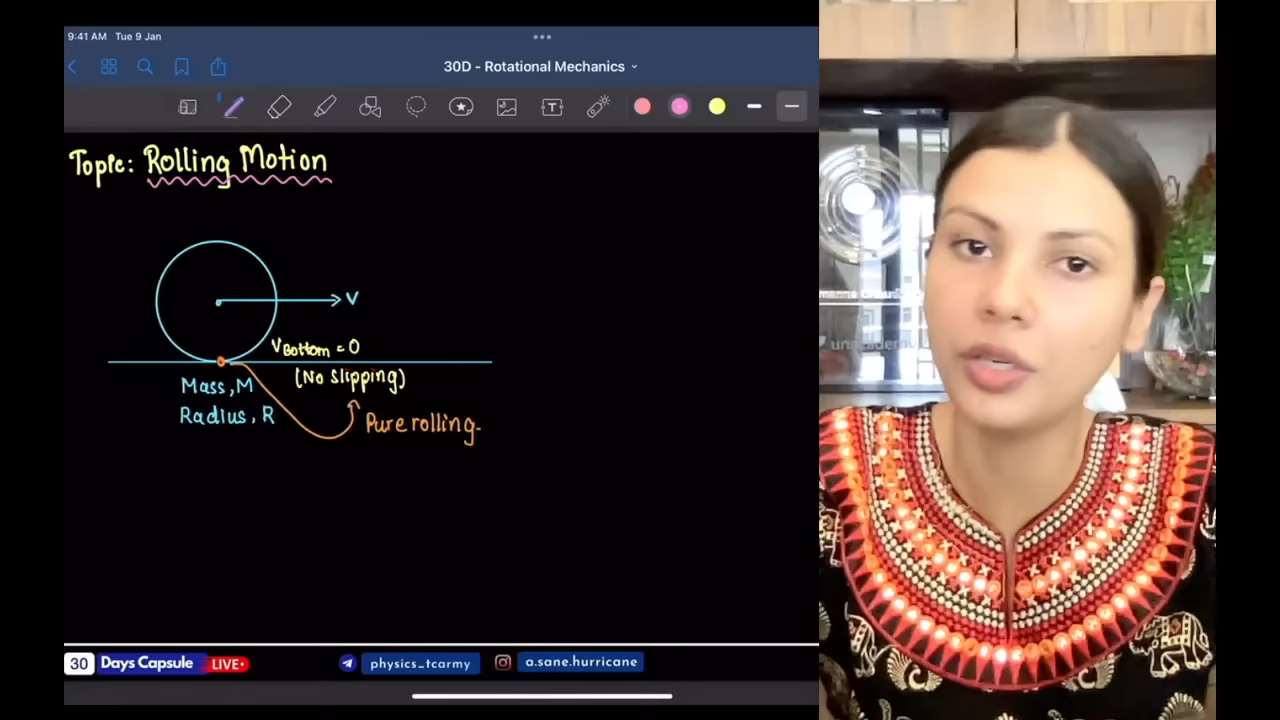 9:41 AM Tue 9 Jan
30D - Rotational Mechanics
T
Topic: Rolling Motion
V
VBottom = 0
(No Slipping)
Mass, M
Radius, R
Pure rolling.
30 Days Capsule LIVE
physics_tcarmy
a.sane.hurricane